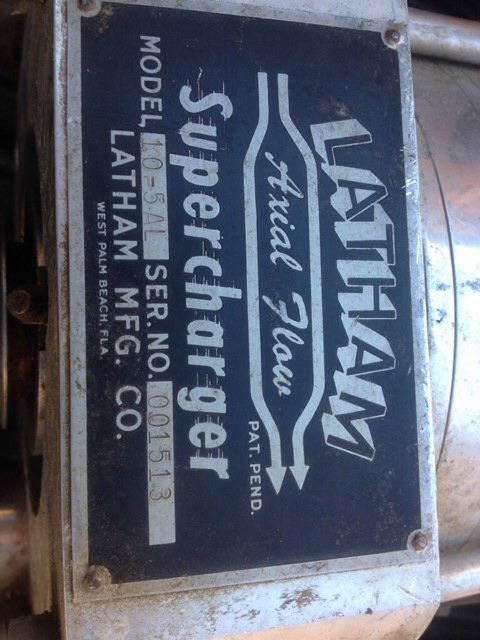 LATHAM
Axial Flow
PAT. PEND.
Supercharger
MODEL, 10-5AL SER. NO. 001513
LATHAM MFG. CO.
WEST PALM BEACH, FLA.